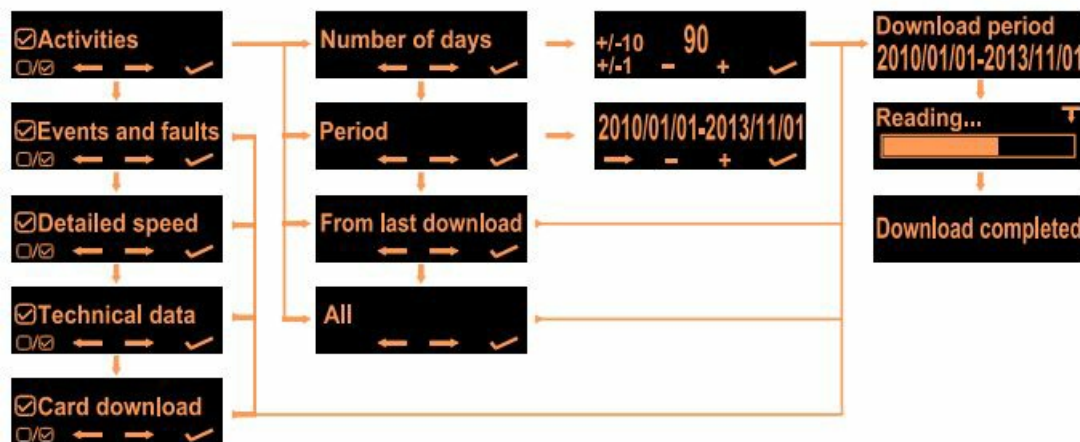 Activities
Events and faults
Detailed speed
Technical data
Card download
Number of days
Period
From last download
All
+/-10 90
+/-1 - +
2010/01/01-2013/11/01
- +
Download period
2010/01/01-2013/11/01
Reading...
Download completed